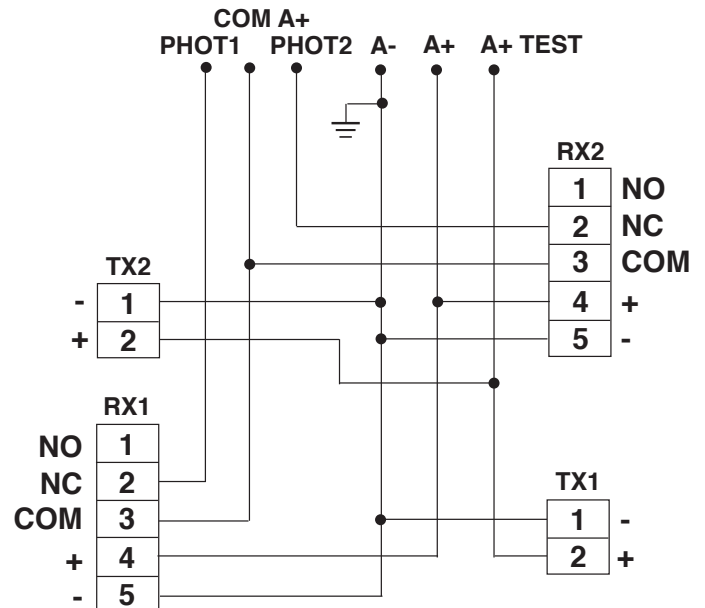 COM A+
PHOT1 PHOT2 A- A+ A+ TEST
RX2
1 NO
2 NC
3 COM
4 +
5 -
TX2
- 1
+ 2
RX1
NO 1
NC 2
COM 3
+ 4
- 5
TX1
1 -
2 +